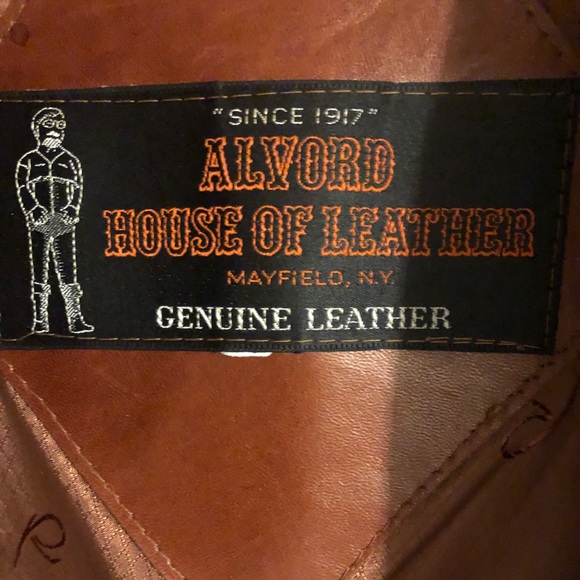 "SINCE 1917"
ALVORD
HOUSE OF LEATHER
MAYFIELD, N.Y.
GENUINE LEATHER
R